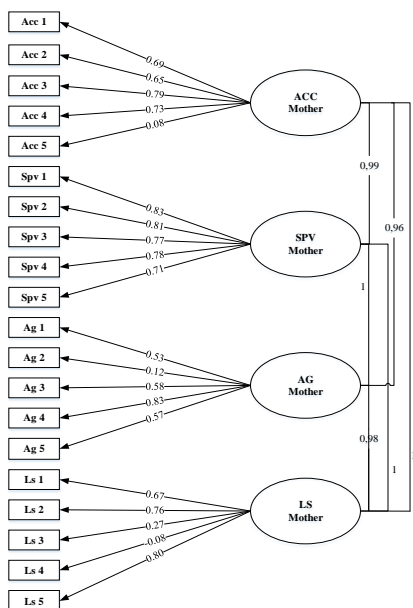 Acc 1
Acc 2
Acc 3
Acc 4
Acc 5
0.69
0.65
0.79
0.73
0.08
ACC
Mother
Spv 1
Spv 2
Spv 3
Spv 4
Spv 5
0.83
0.81
0.77
0.78
0.71
SPV
Mother
Ag 1
Ag 2
Ag 3
Ag 4
Ag 5
0.53
0.12
0.58
0.83
0.57
AG
Mother
Ls 1
Ls 2
Ls 3
Ls 4
Ls 5
0.67
0.76
0.27
-0.08
0.80
LS
Mother
0,99
0,96
1
0,98
1